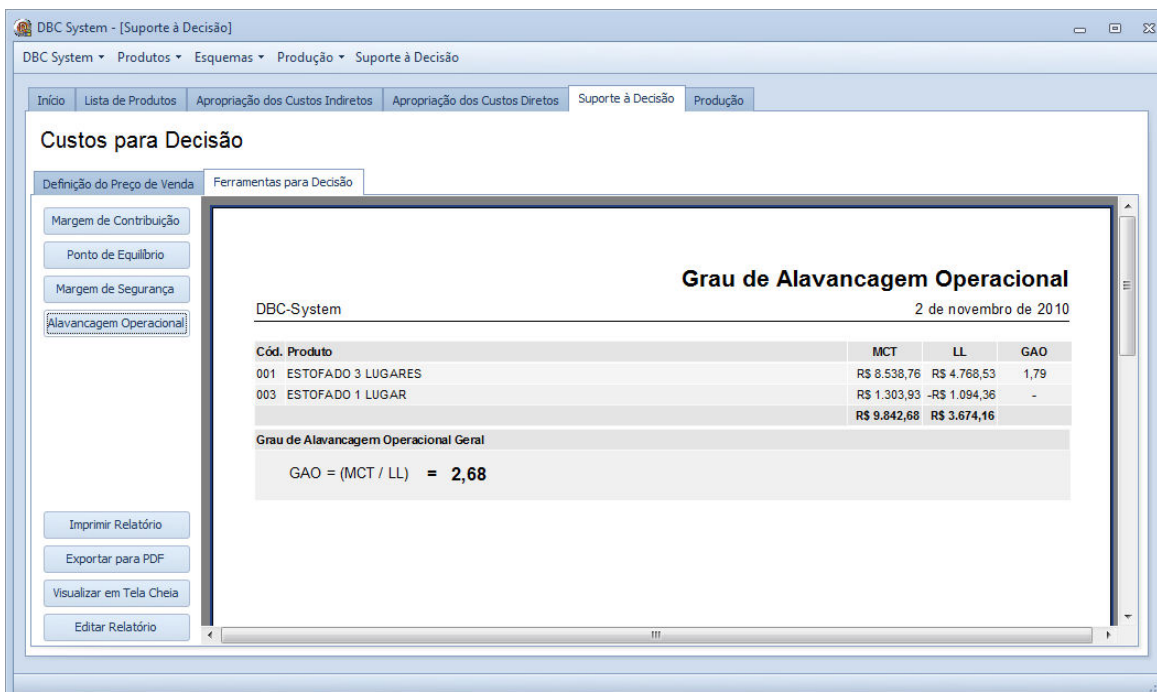 DBC System - [Suporte à Decisão]
DBC System Produtos Esquemas Produção Suporte à Decisão
Início Lista de Produtos Apropriação dos Custos Indiretos Apropriação dos Custos Diretos Suporte à Decisão Produção
Custos para Decisão
Definição do Preço de Venda Ferramentas para Decisão
Margem de Contribuição
Ponto de Equilíbrio
Margem de Segurança
Alavancagem Operacional
Imprimir Relatório
Exportar para PDF
Visualizar em Tela Cheia
Editar Relatório
Grau de Alavancagem Operacional
DBC-System 2 de novembro de 2010
Cód. Produto MCT LL GAO
001 ESTOFADO 3 LUGARES R$ 8.538,76 R$ 4.768,53 1,79
003 ESTOFADO 1 LUGAR R$ 1.303,93 -R$ 1.094,36 -
R$ 9.842,68 R$ 3.674,16
Grau de Alavancagem Operacional Geral
GAO = (MCT / LL) = 2,68